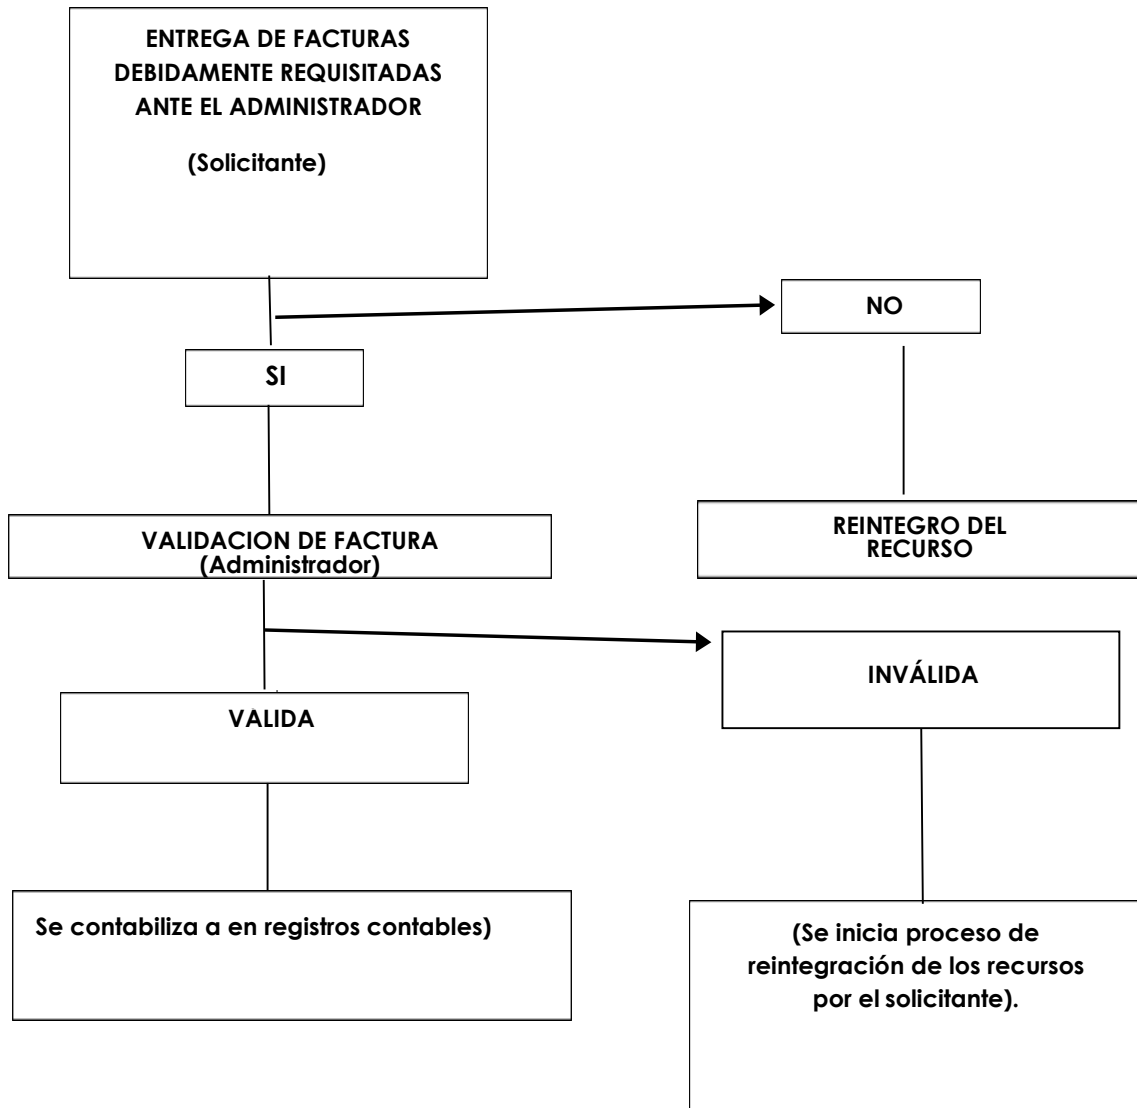 ENTREGA DE FACTURAS
DEBIDAMENTE REQUISITADAS
ANTE EL ADMINISTRADOR
(Solicitante)
NO
SI
VALIDACION DE FACTURA
(Administrador)
REINTEGRO DEL
RECURSO
INVÁLIDA
VALIDA
Se contabiliza a en registros contables)
(Se inicia proceso de
reintegración de los recursos
por el solicitante).